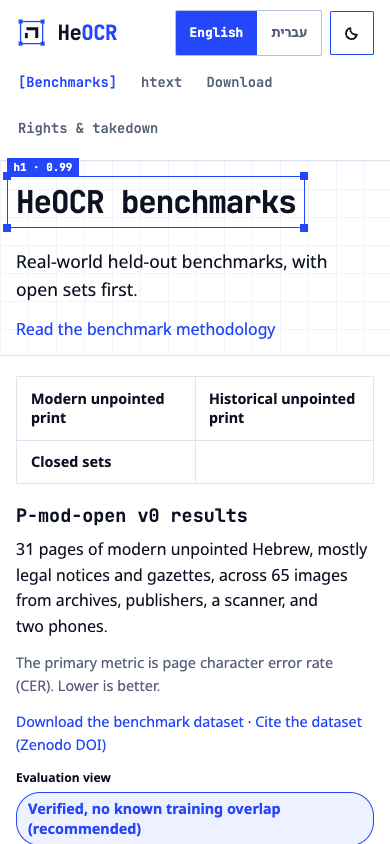 HeOCR
English
עברית
[Benchmarks]
htext
Download
Rights & takedown
h1 · 0.99
HeOCR benchmarks
Real-world held-out benchmarks, with
open sets first.
Read the benchmark methodology
Modern unpointed
print
Historical unpointed
print
Closed sets
P-mod-open v0 results
31 pages of modern unpointed Hebrew, mostly
legal notices and gazettes, across 65 images
from archives, publishers, a scanner, and
two phones.
The primary metric is page character error rate
(CER). Lower is better.
Download the benchmark dataset · Cite the dataset
(Zenodo DOI)
Evaluation view
Verified, no known training overlap
(recommended)